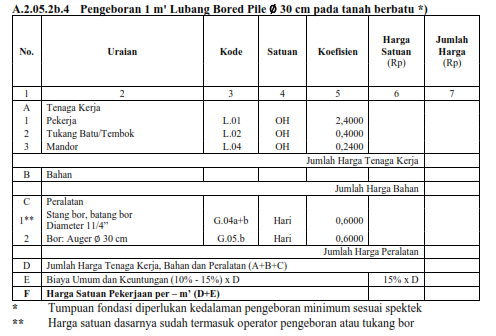 A.2.05.2b.4 Pengeboran 1 m' Lubang Bored Pile Ø 30 cm pada tanah berbatu *)
No. Uraian Kode Satuan Koefisien Harga Satuan (Rp) Jumlah Harga (Rp)
1 2 3 4 5 6 7
A Tenaga Kerja
1 Pekerja L.01 OH 2,4000
2 Tukang Batu/Tembok L.02 OH 0,4000
3 Mandor L.04 OH 0,2400
Jumlah Harga Tenaga Kerja
B Bahan
Jumlah Harga Bahan
C Peralatan
1** Stang bor, batang bor Diameter 11/4” G.04a+b Hari 0,6000
2 Bor: Auger Ø 30 cm G.05.b Hari 0,6000
Jumlah Harga Peralatan
D Jumlah Harga Tenaga Kerja, Bahan dan Peralatan (A+B+C)
E Biaya Umum dan Keuntungan (10% - 15%) x D 15% x D
F Harga Satuan Pekerjaan per – m’ (D+E)
* Tumpuan fondasi diperlukan kedalaman pengeboran minimum sesuai spektek
** Harga satuan dasarnya sudah termasuk operator pengeboran atau tukang bor